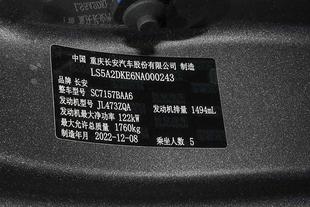 中国 重庆长安汽车股份有限公司 制造
LS5A2DKE6NA000243
品牌 长安
整车型号 SC7157BAA6
发动机型号 JL473ZQA 发动机排量 1494mL
发动机最大净功率 122kW
最大允许总质量 1760kg
制造年月 2022-12-08 乘坐人数 5